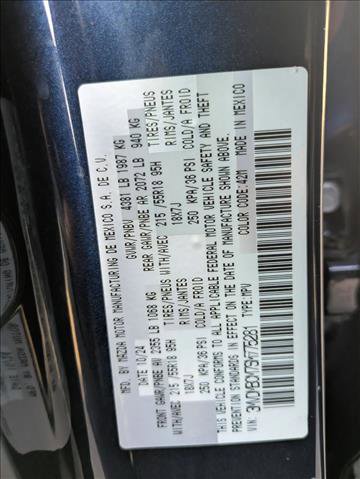 MFD. BY MAZDA MOTOR MANUFACTURING DE MEXICO S.A. DE C.V.
DATE: 10/24 GVWR/PNBV 4381 LB 1987 KG
FRONT GAWR/PNBE AV 2355 LB 1068 KG REAR GAWR/PNBE AR 2072 LB 940 KG
WITH/AVEC 215/55R18 95H TIRES/PNEUS WITH/AVEC 215/55R18 95H TIRES/PNEUS
18X7J RIMS/JANTES 18X7J RIMS/JANTES
250 KPA/36 PSI COLD/A FROID 250 KPA/36 PSI COLD/A FROID
THIS VEHICLE CONFORMS TO ALL APPLICABLE FEDERAL MOTOR VEHICLE SAFETY AND THEFT
PREVENTION STANDARDS IN EFFECT ON THE DATE OF MANUFACTURE SHOWN ABOVE.
VIN: TYPE: MPV COLOR CODE: 42M MADE IN MEXICO